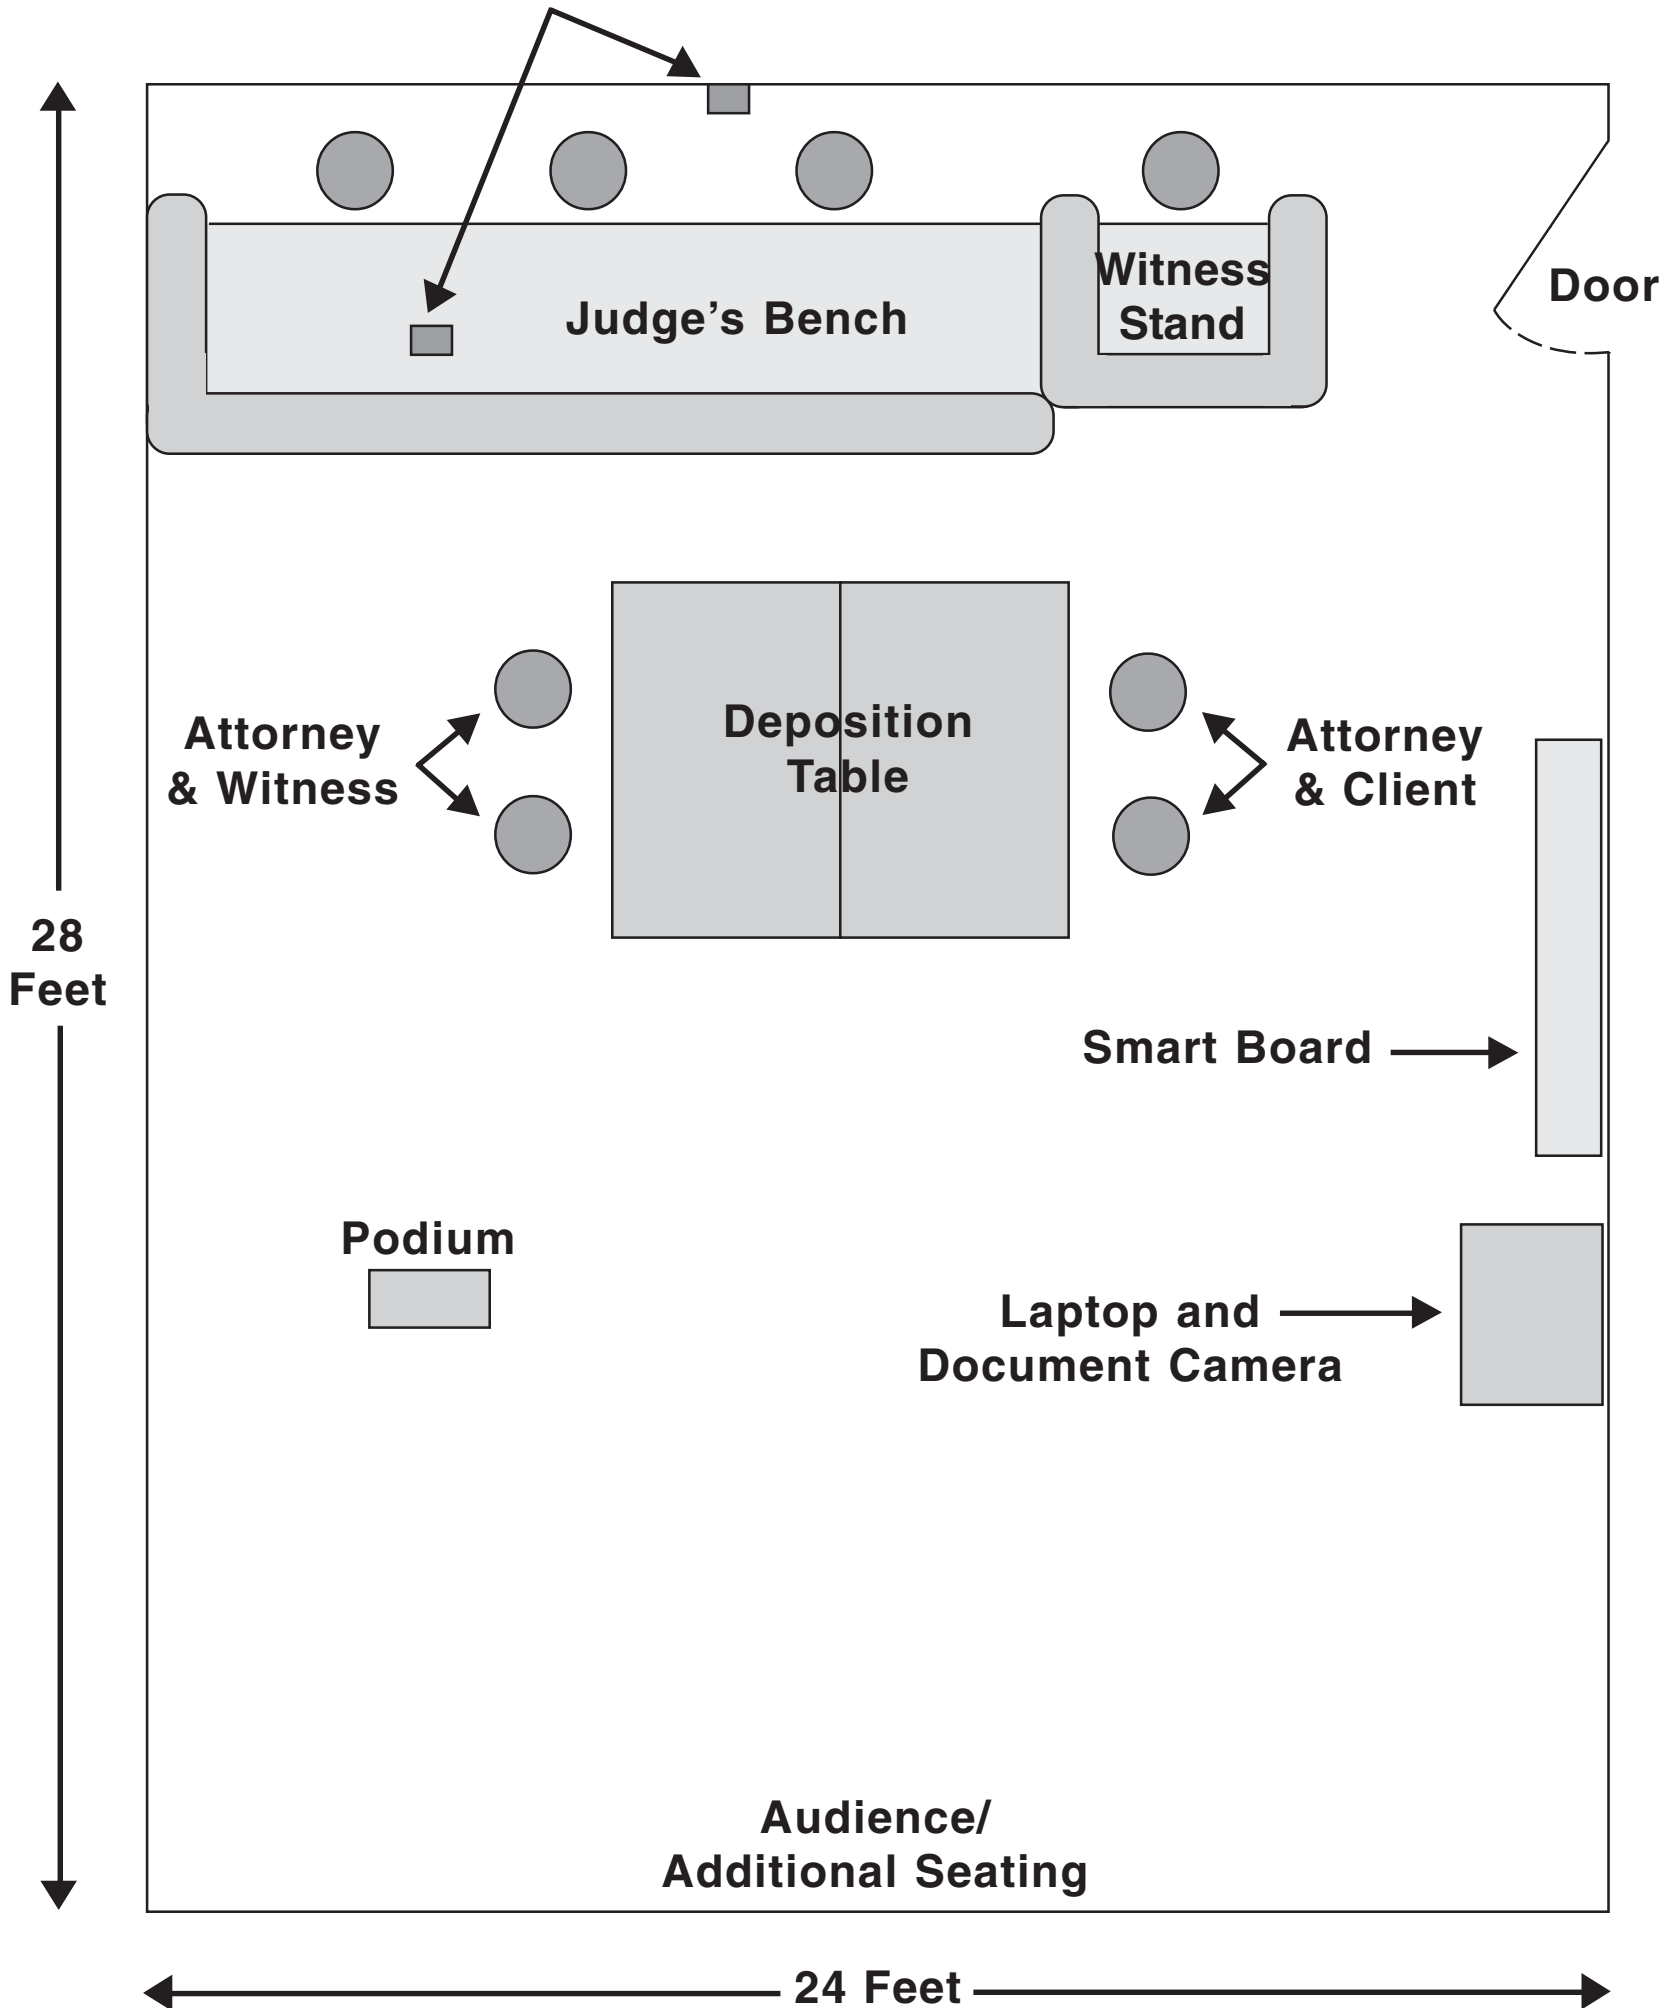 Witness
Stand
Door
Judge’s Bench
Deposition
Table
Attorney
& Witness
Attorney
& Client
28
Feet
Smart Board
Podium
Laptop and
Document Camera
Audience/
Additional Seating
24 Feet